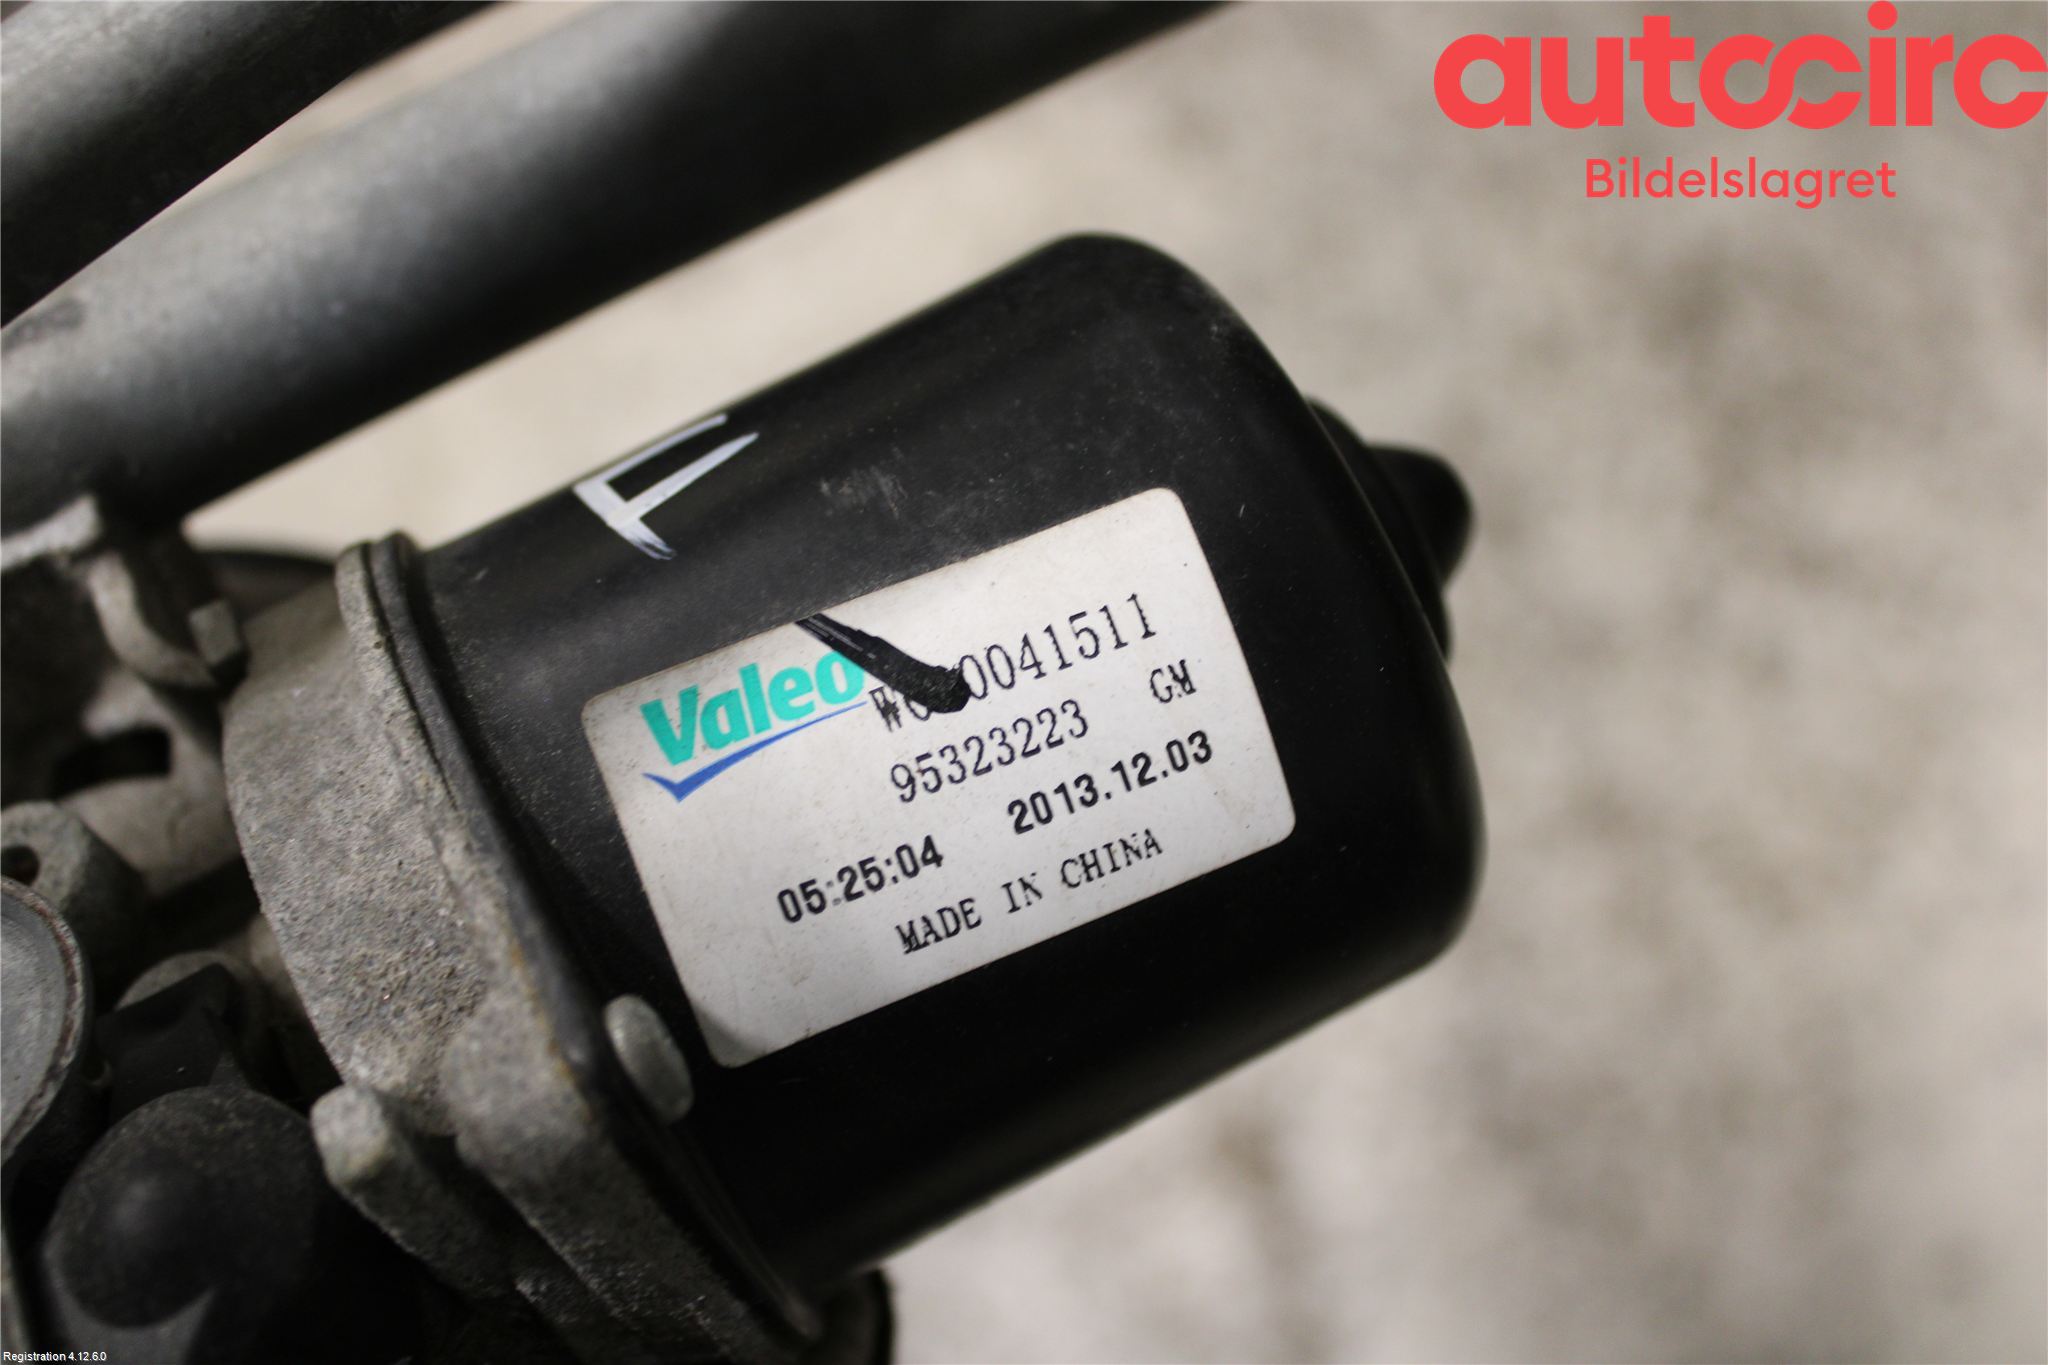 autocirc
Bildelslagret
F
Valeo
0041511
95323223 GM
05:25:04 2013.12.03
MADE IN CHINA
Registration 4.12.6.0